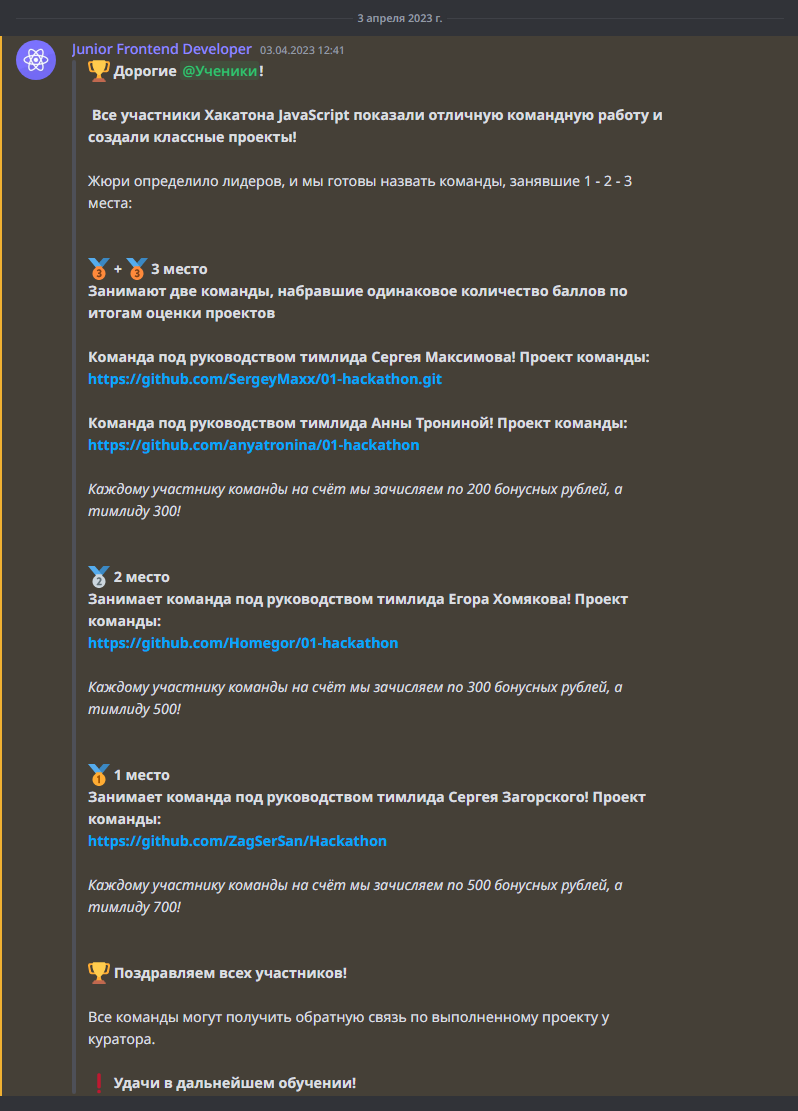 3 апреля 2023 г.
Junior Frontend Developer 03.04.2023 12:41
🏆 Дорогие @Ученики!
Все участники Хакатона JavaScript показали отличную командную работу и
создали классные проекты!
Жюри определило лидеров, и мы готовы назвать команды, занявшие 1 - 2 - 3
места:
🥉 + 🥉 3 место
Занимают две команды, набравшие одинаковое количество баллов по
итогам оценки проектов
Команда под руководством тимлида Сергея Максимова! Проект команды:
https://github.com/SergeyMaxx/01-hackathon.git
Команда под руководством тимлида Анны Трониной! Проект команды:
https://github.com/anyatronina/01-hackathon
Каждому участнику команды на счёт мы зачисляем по 200 бонусных рублей, а
тимлиду 300!
🥈 2 место
Занимает команда под руководством тимлида Егора Хомякова! Проект
команды:
https://github.com/Homegor/01-hackathon
Каждому участнику команды на счёт мы зачисляем по 300 бонусных рублей, а
тимлиду 500!
🥇 1 место
Занимает команда под руководством тимлида Сергея Загорского! Проект
команды:
https://github.com/ZagSerSan/Hackathon
Каждому участнику команды на счёт мы зачисляем по 500 бонусных рублей, а
тимлиду 700!
🏆 Поздравляем всех участников!
Все команды могут получить обратную связь по выполненному проекту у
куратора.
❗ Удачи в дальнейшем обучении!